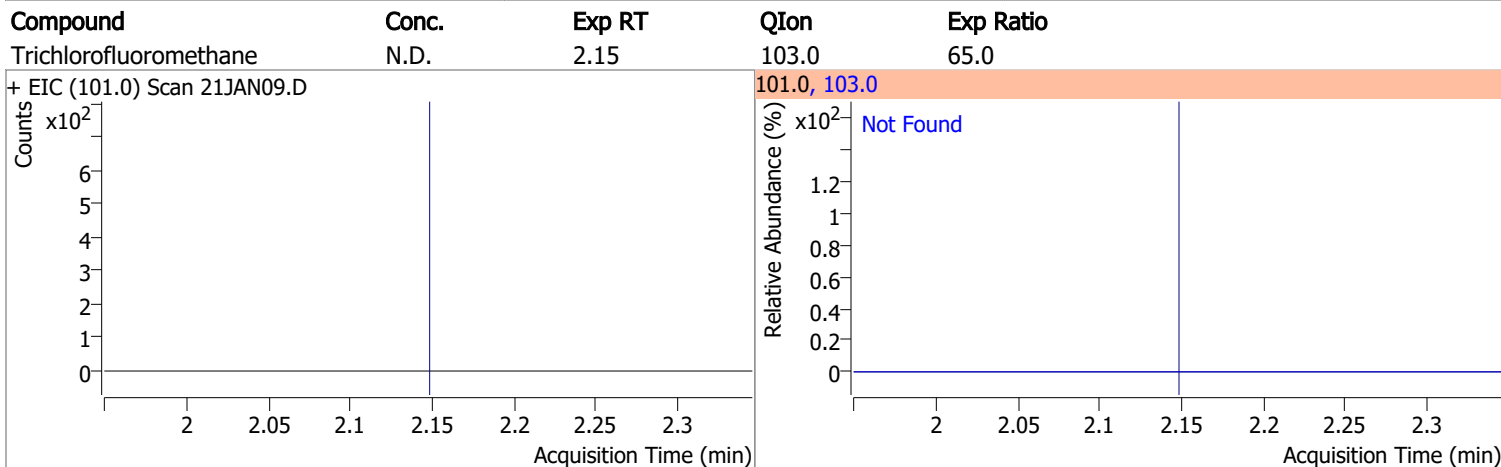 Compound Conc. Exp RT QIon Exp Ratio
Trichlorofluoromethane N.D. 2.15 103.0 65.0
+ EIC (101.0) Scan 21JAN09.D
Counts
x10²
6
5
4
3
2
1
0
2 2.05 2.1 2.15 2.2 2.25 2.3
Acquisition Time (min)
101.0, 103.0
Relative Abundance (%)
x10²
Not Found
1.2
1
0.8
0.6
0.4
0.2
0
2 2.05 2.1 2.15 2.2 2.25 2.3
Acquisition Time (min)